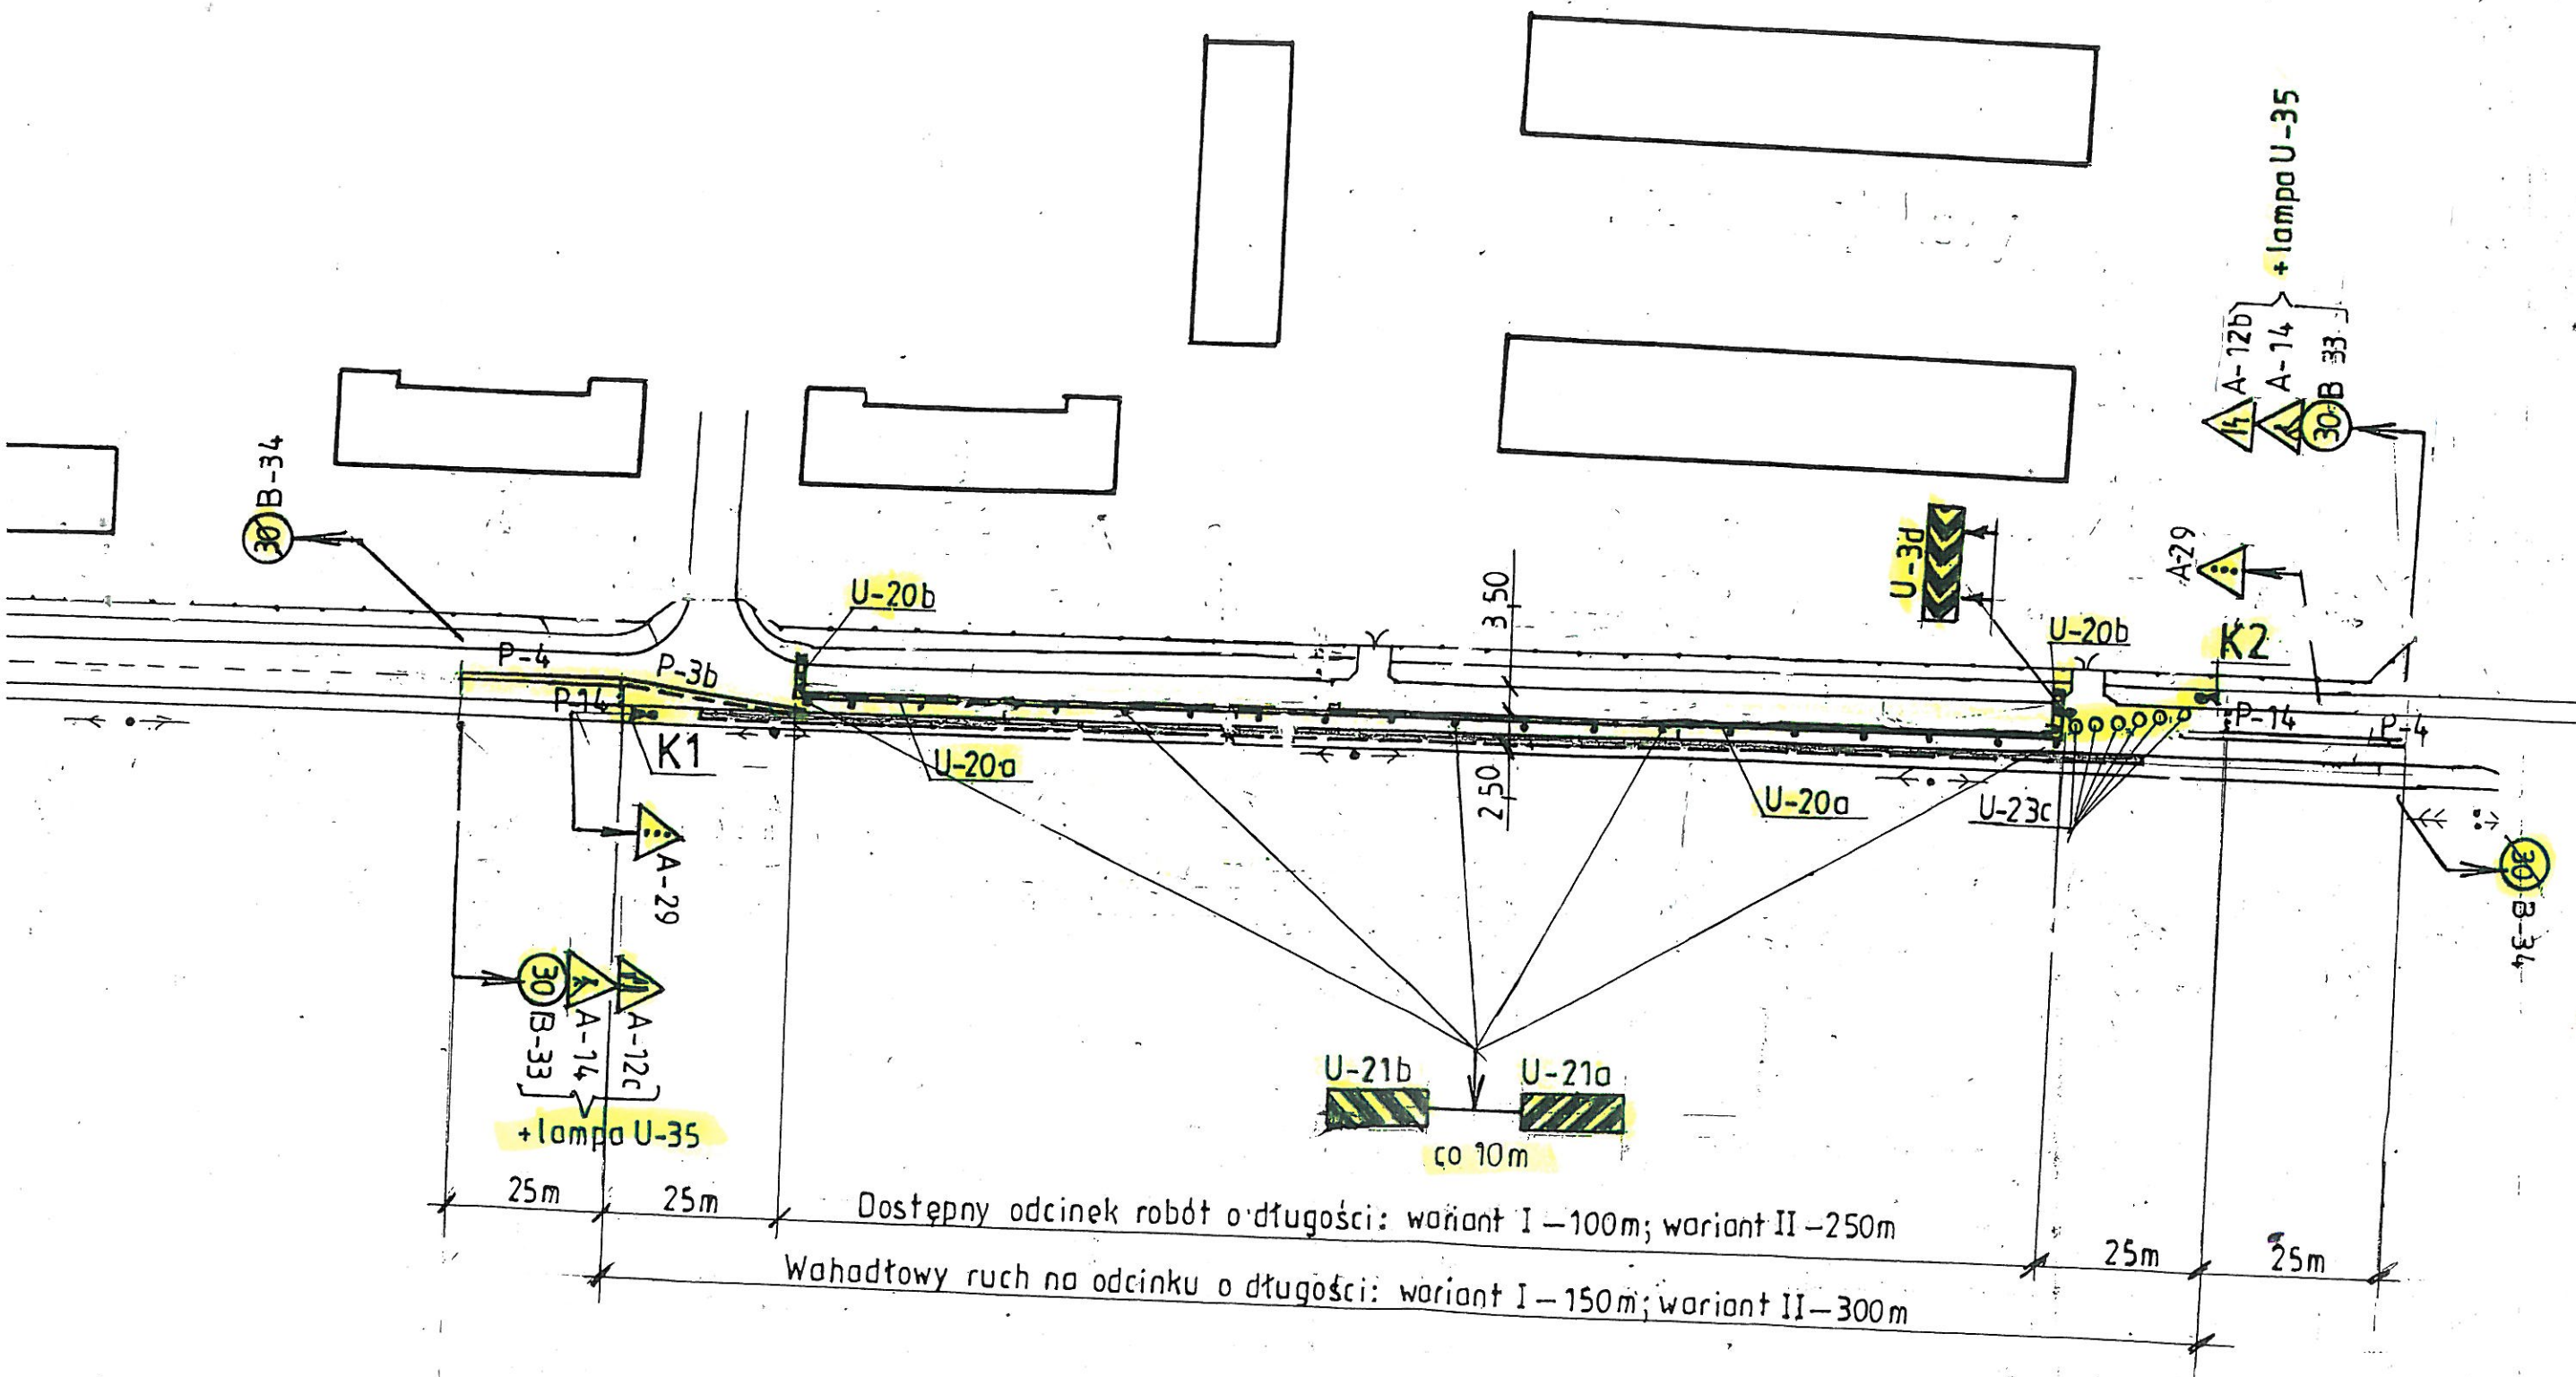 +lampa U-35
A-12b
A-14
B 33
14
30
B-34
30
A-29
U-3d
3 50
U-20b
U-20b
K2
P-4
P-3b
P-14
K1
P-14
P-4
U-20a
U-20a
U-23c
2 50
A-29
30
B-34
30
B-33
A-14
A-12c
+lampa U-35
U-21b
U-21a
co 10m
25m
25m
Dostępny odcinek robót o długości: wariant I – 100m; wariant II – 250m
25m
25m
Wahadłowy ruch na odcinku o długości: wariant I – 150m; wariant II – 300m